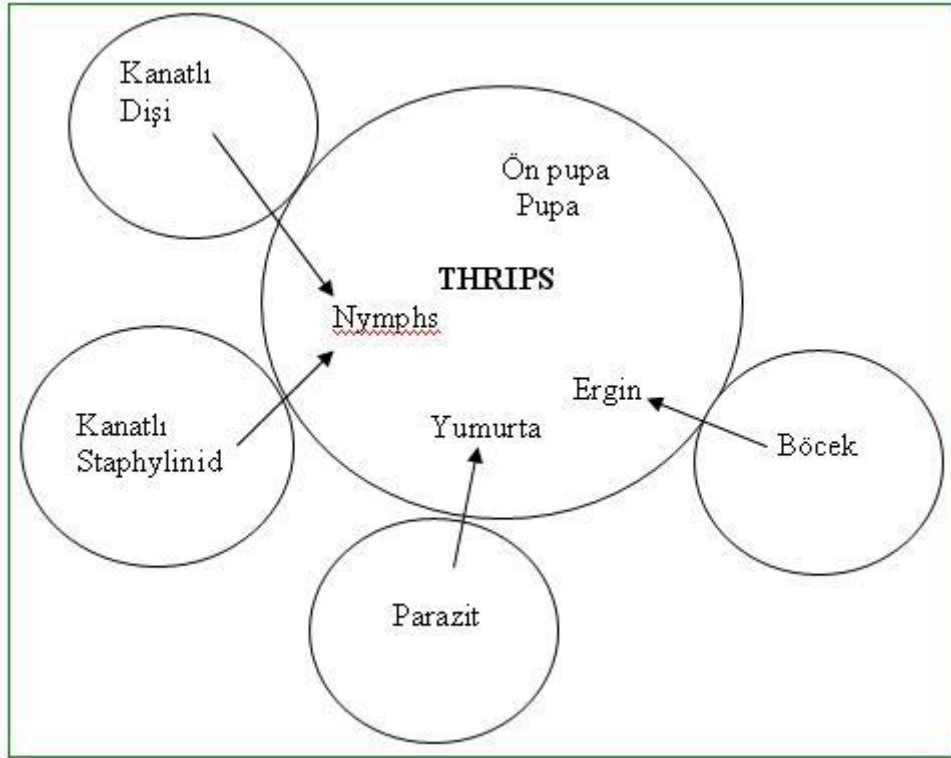 Kanatlı
Dişi
Ön pupa
Pupa
THRIPS
Nymphs
Ergin
Yumurta
Kanatlı
Staphylinid
Böcek
Parazit